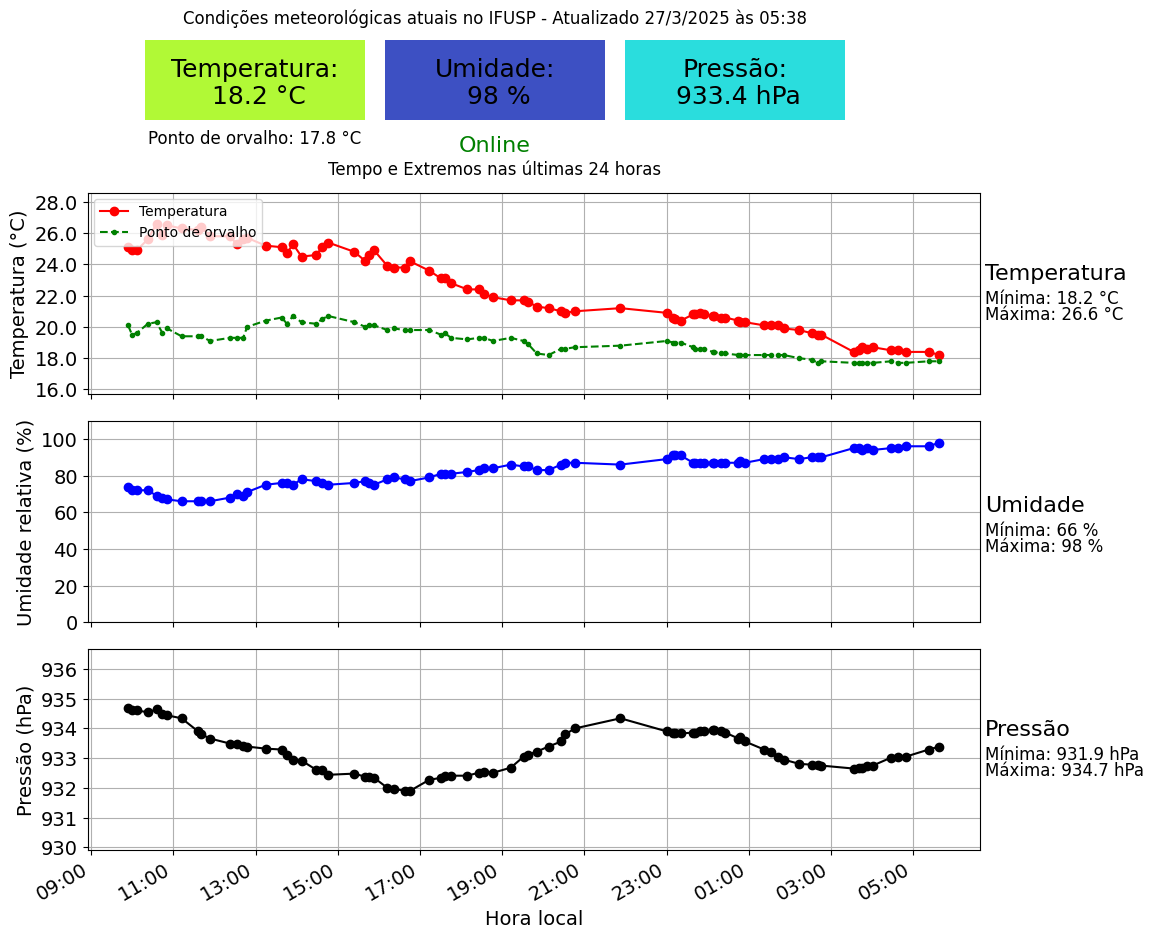 Condições meteorológicas atuais no IFUSP - Atualizado 27/3/2025 às 05:38
Temperatura:
18.2 °C
Umidade:
98 %
Pressão:
933.4 hPa
Ponto de orvalho: 17.8 °C
Online
Tempo e Extremos nas últimas 24 horas
Temperatura (°C)
28.0
26.0
24.0
22.0
20.0
18.0
16.0
Temperatura
Ponto de orvalho
Temperatura
Mínima: 18.2 °C
Máxima: 26.6 °C
Umidade relativa (%)
100
80
60
40
20
0
Umidade
Mínima: 66 %
Máxima: 98 %
Pressão (hPa)
936
935
934
933
932
931
930
Pressão
Mínima: 931.9 hPa
Máxima: 934.7 hPa
09:00
11:00
13:00
15:00
17:00
19:00
21:00
23:00
01:00
03:00
05:00
Hora local